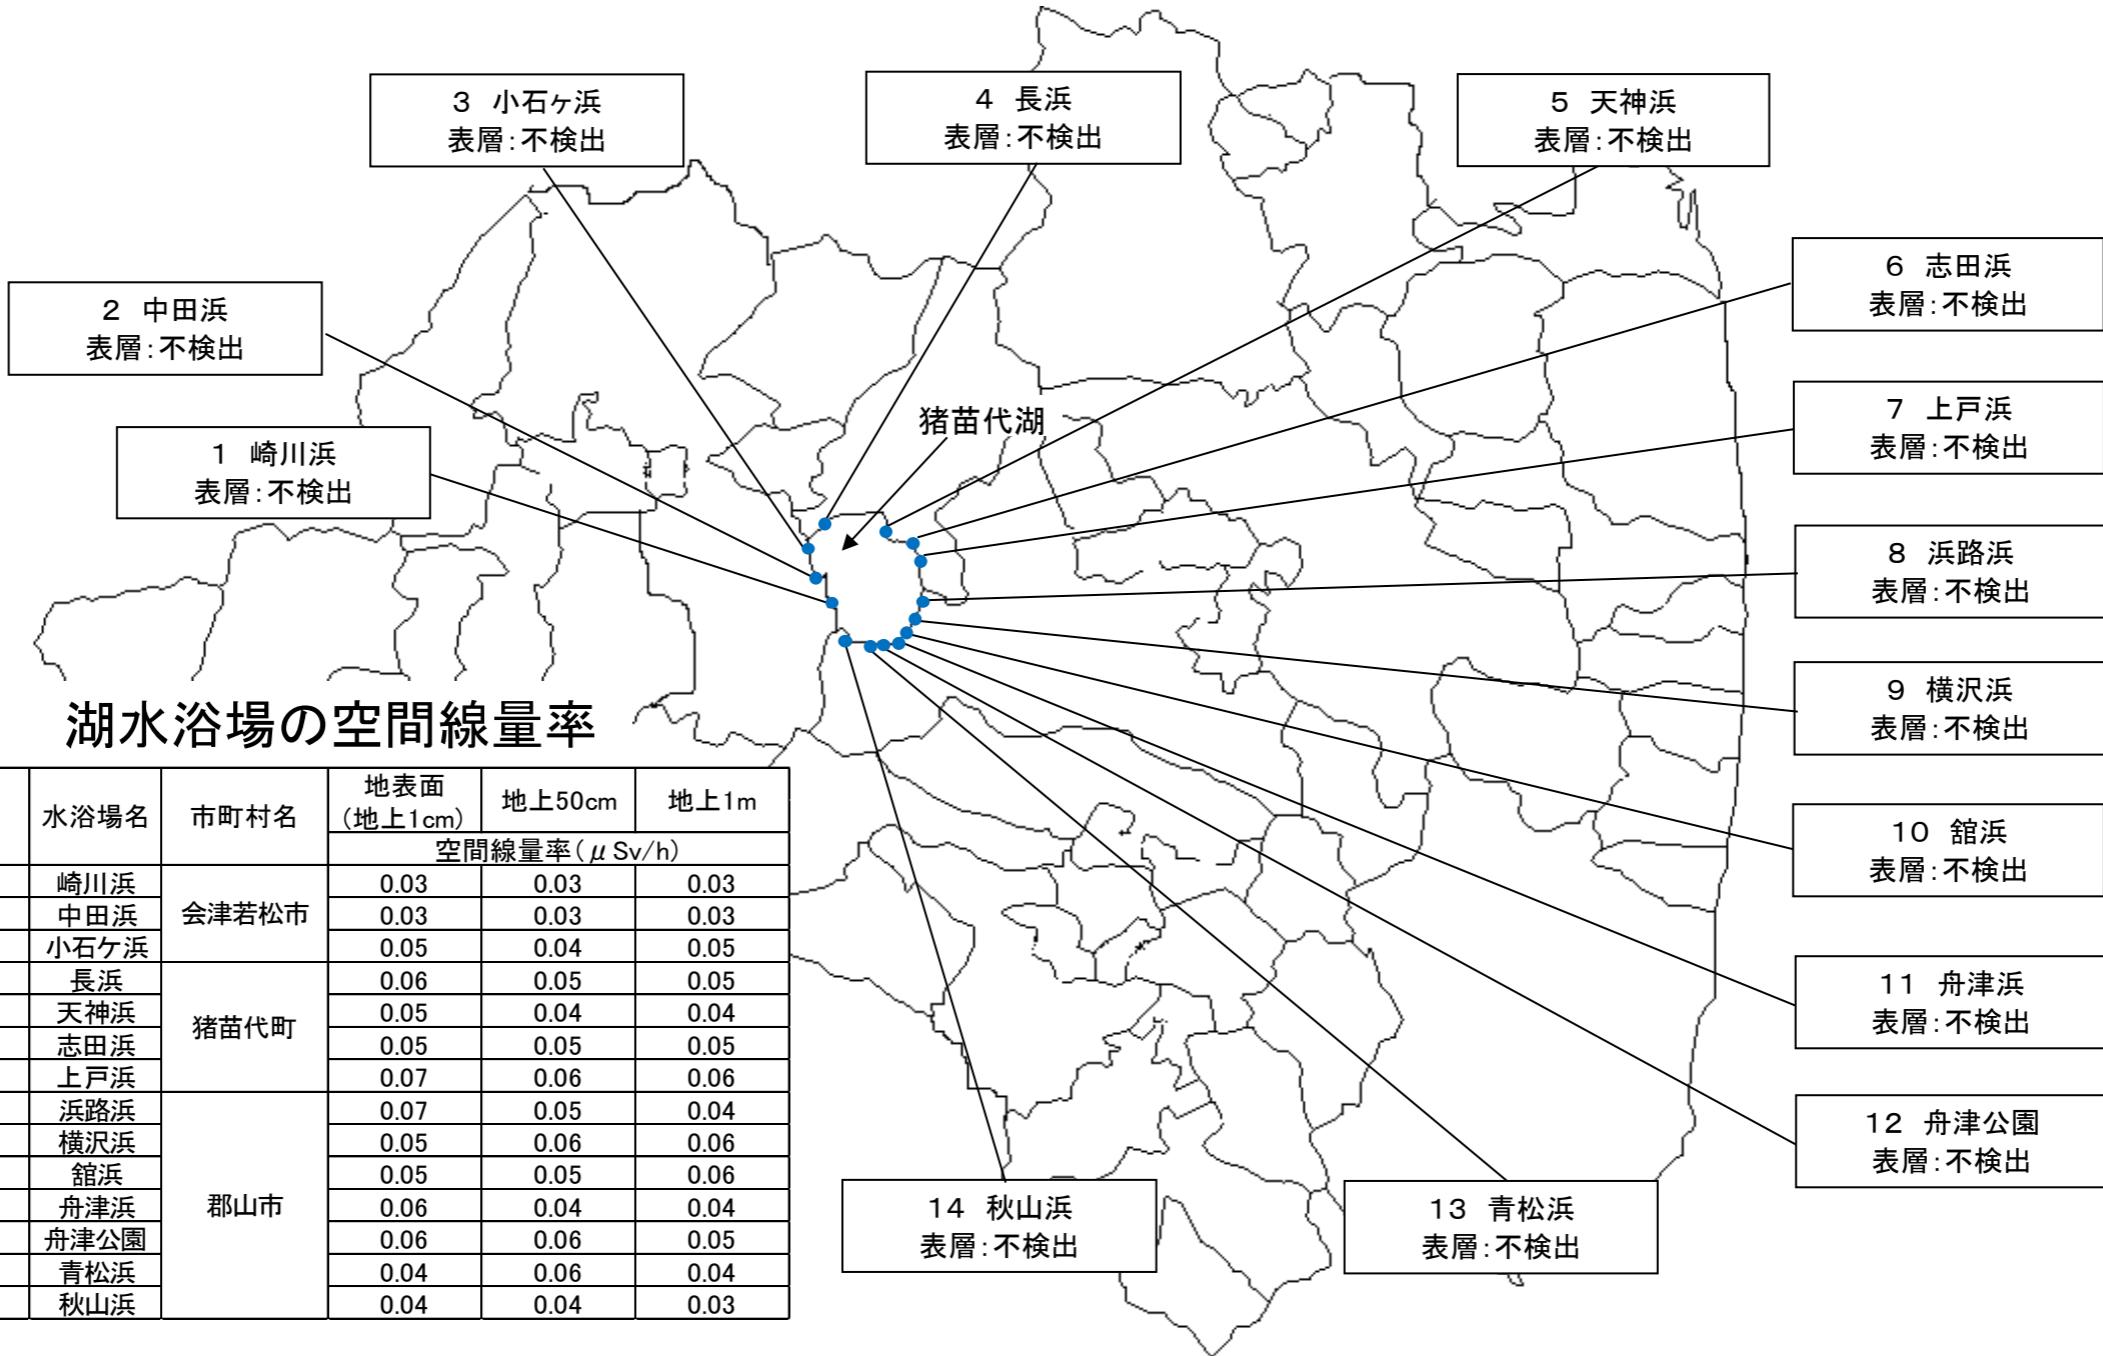 3 小石ヶ浜
表層:不検出
4 長浜
表層:不検出
5 天神浜
表層:不検出
6 志田浜
表層:不検出
2 中田浜
表層:不検出
7 上戸浜
表層:不検出
猪苗代湖
1 崎川浜
表層:不検出
8 浜路浜
表層:不検出
9 横沢浜
表層:不検出
10 舘浜
表層:不検出
11 舟津浜
表層:不検出
12 舟津公園
表層:不検出
13 青松浜
表層:不検出
14 秋山浜
表層:不検出
湖水浴場の空間線量率
水浴場名 市町村名 地表面(地上1cm) 地上50cm 地上1m
空間線量率(μSv/h)
崎川浜 会津若松市 0.03 0.03 0.03
中田浜 0.03 0.03 0.03
小石ケ浜 0.05 0.04 0.05
長浜 猪苗代町 0.06 0.05 0.05
天神浜 0.05 0.04 0.04
志田浜 0.05 0.05 0.05
上戸浜 0.07 0.06 0.06
浜路浜 郡山市 0.07 0.05 0.04
横沢浜 0.05 0.06 0.06
舘浜 0.05 0.05 0.06
舟津浜 0.06 0.04 0.04
舟津公園 0.06 0.06 0.05
青松浜 0.04 0.06 0.04
秋山浜 0.04 0.04 0.03